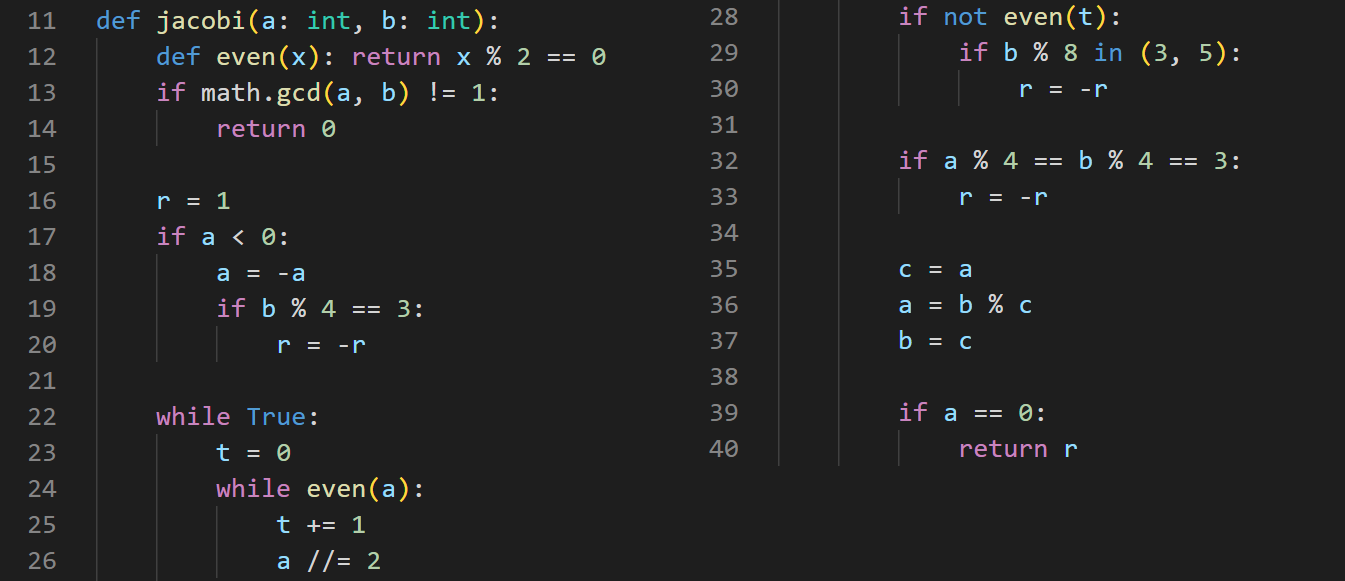 11 def jacobi(a: int, b: int):
12     def even(x): return x % 2 == 0
13     if math.gcd(a, b) != 1:
14         return 0
15
16     r = 1
17     if a < 0:
18         a = -a
19         if b % 4 == 3:
20             r = -r
21
22     while True:
23         t = 0
24         while even(a):
25             t += 1
26             a //= 2
28         if not even(t):
29             if b % 8 in (3, 5):
30                 r = -r
31
32         if a % 4 == b % 4 == 3:
33             r = -r
34
35         c = a
36         a = b % c
37         b = c
38
39         if a == 0:
40             return r